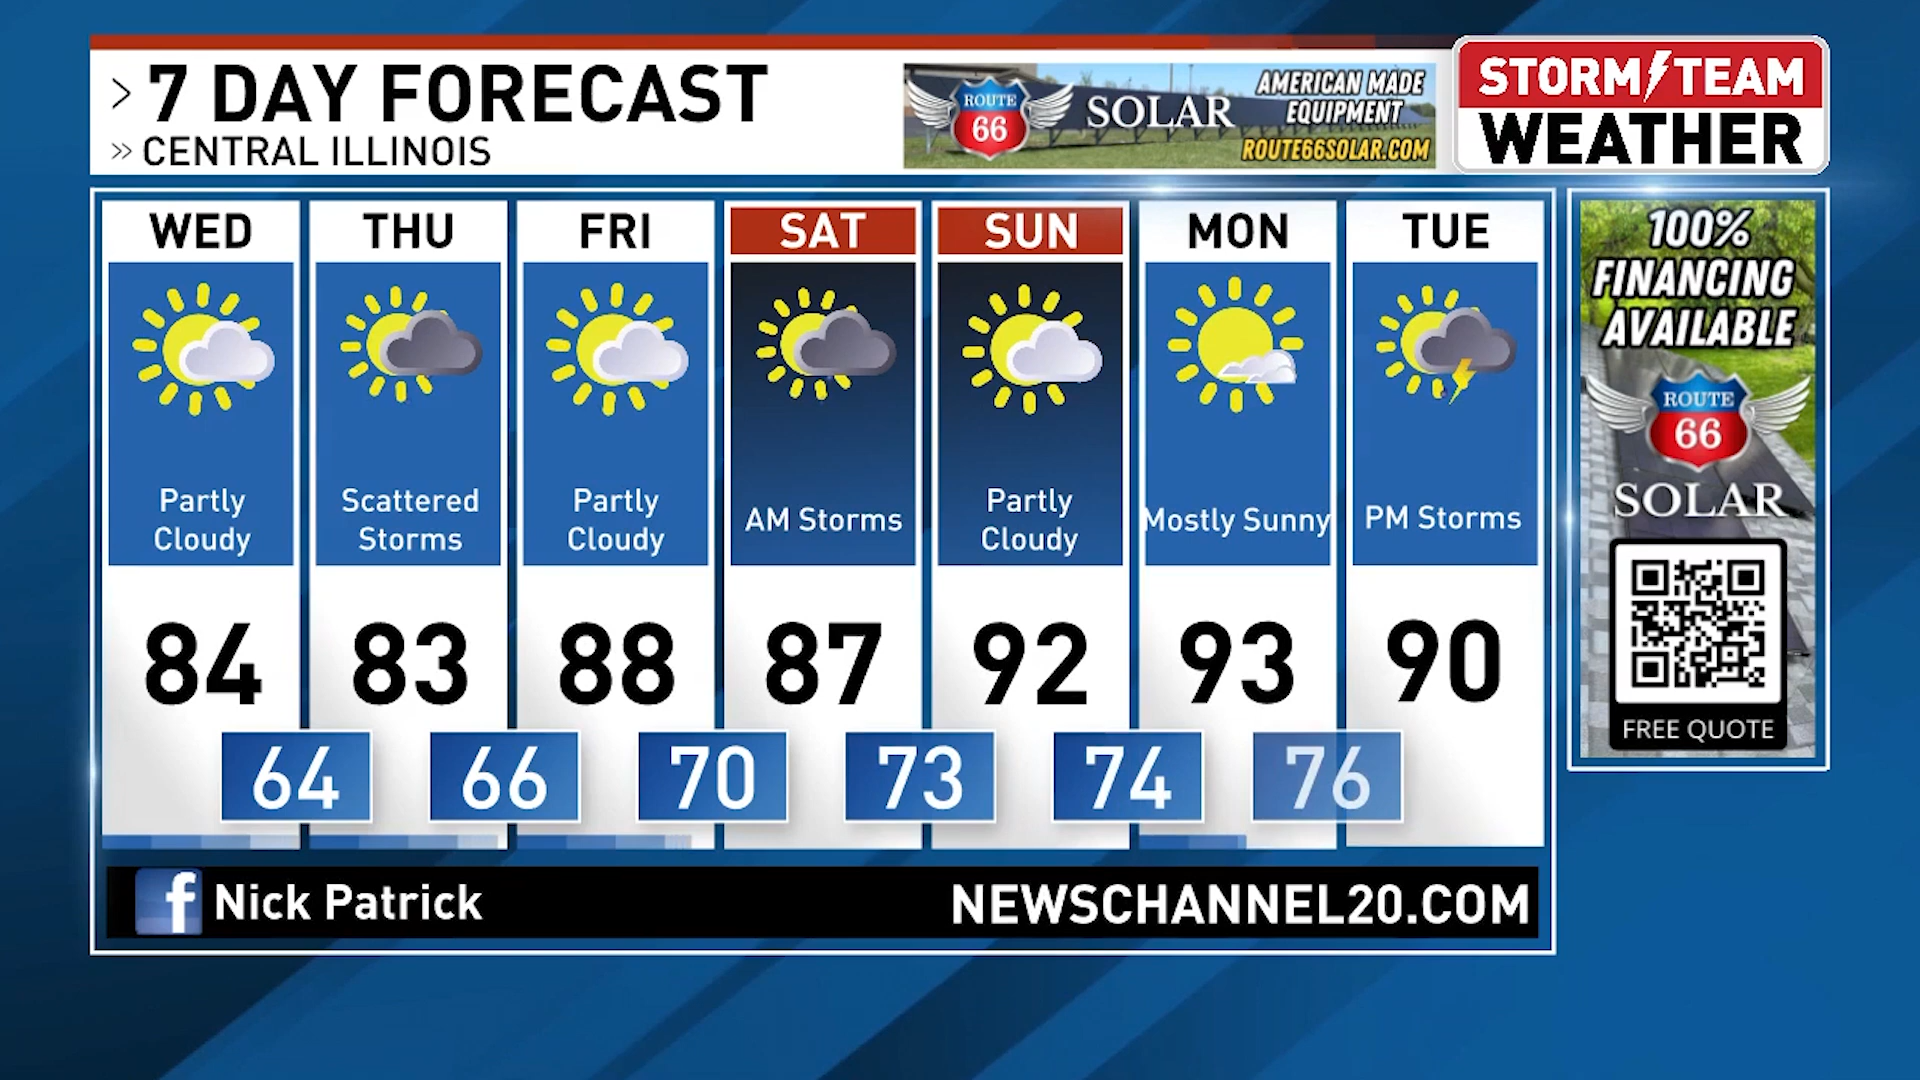 > 7 DAY FORECAST
» CENTRAL ILLINOIS
ROUTE
66
SOLAR
AMERICAN MADE
EQUIPMENT
ROUTE66SOLAR.COM
STORM TEAM
WEATHER
WED THU FRI SAT SUN MON TUE
Partly
Cloudy
Scattered
Storms
Partly
Cloudy
AM Storms
Partly
Cloudy
Mostly Sunny
PM Storms
84 83 88 87 92 93 90
64 66 70 73 74 76
f Nick Patrick
NEWSCHANNEL20.COM
100%
FINANCING
AVAILABLE
ROUTE
66
SOLAR
FREE QUOTE